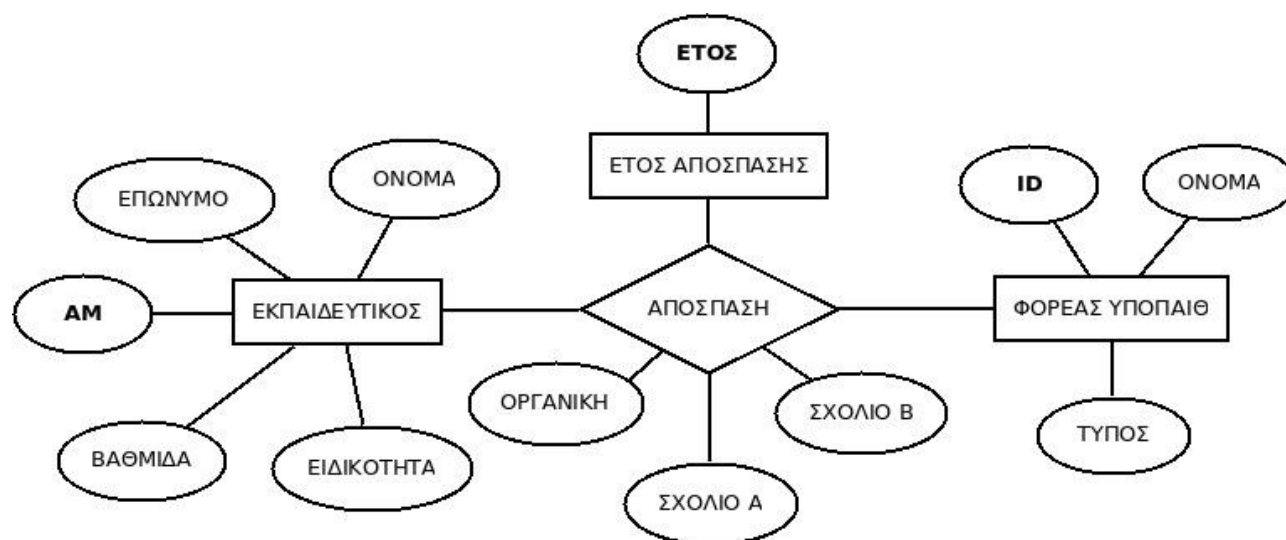 ΕΤΟΣ
ΕΤΟΣ ΑΠΟΣΠΑΣΗΣ
ΕΠΩΝΥΜΟ
ΟΝΟΜΑ
ID
ΟΝΟΜΑ
ΑΜ
ΕΚΠΑΙΔΕΥΤΙΚΟΣ
ΑΠΟΣΠΑΣΗ
ΦΟΡΕΑΣ ΥΠΟΠΑΙΘ
ΟΡΓΑΝΙΚΗ
ΣΧΟΛΙΟ Β
ΒΑΘΜΙΔΑ
ΕΙΔΙΚΟΤΗΤΑ
ΣΧΟΛΙΟ Α
ΤΥΠΟΣ